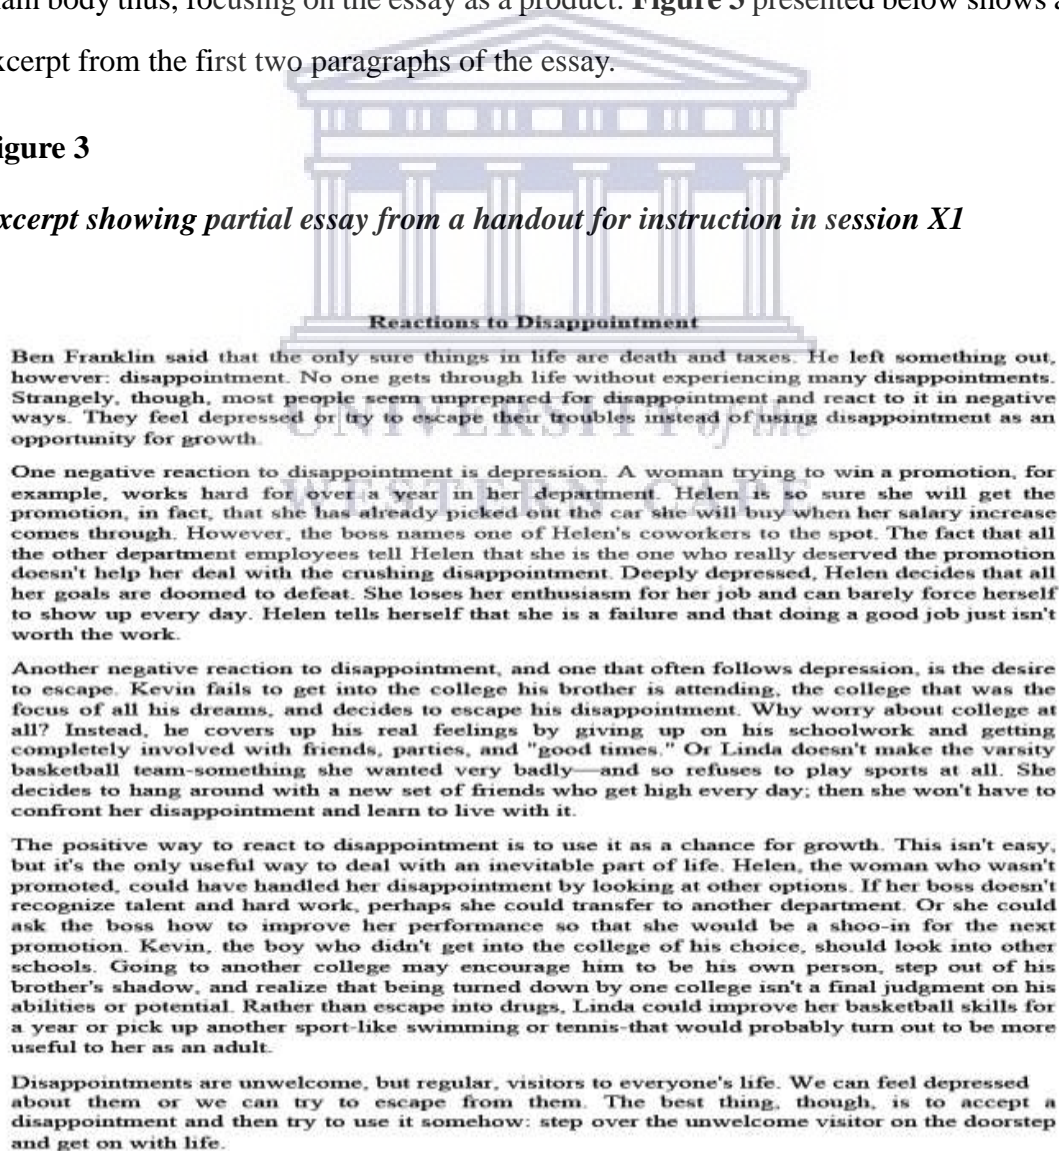 ain body thus, focusing on the essay as a product. Figure 3 presented below shows a
xcerpt from the first two paragraphs of the essay.
igure 3
xcerpt showing partial essay from a handout for instruction in session X1
Reactions to Disappointment
Ben Franklin said that the only sure things in life are death and taxes. He left something out,
however: disappointment. No one gets through life without experiencing many disappointments.
Strangely, though, most people seem unprepared for disappointment and react to it in negative
ways. They feel depressed or try to escape their troubles instead of using disappointment as an
opportunity for growth.
One negative reaction to disappointment is depression. A woman trying to win a promotion, for
example, works hard for over a year in her department. Helen is so sure she will get the
promotion, in fact, that she has already picked out the car she will buy when her salary increase
comes through. However, the boss names one of Helen's coworkers to the spot. The fact that all
the other department employees tell Helen that she is the one who really deserved the promotion
doesn't help her deal with the crushing disappointment. Deeply depressed, Helen decides that all
her goals are doomed to defeat. She loses her enthusiasm for her job and can barely force herself
to show up every day. Helen tells herself that she is a failure and that doing a good job just isn't
worth the work.
Another negative reaction to disappointment, and one that often follows depression, is the desire
to escape. Kevin fails to get into the college his brother is attending, the college that was the
focus of all his dreams, and decides to escape his disappointment. Why worry about college at
all? Instead, he covers up his real feelings by giving up on his schoolwork and getting
completely involved with friends, parties, and "good times." Or Linda doesn't make the varsity
basketball team-something she wanted very badly—and so refuses to play sports at all. She
decides to hang around with a new set of friends who get high every day; then she won't have to
confront her disappointment and learn to live with it.
The positive way to react to disappointment is to use it as a chance for growth. This isn't easy,
but it's the only useful way to deal with an inevitable part of life. Helen, the woman who wasn't
promoted, could have handled her disappointment by looking at other options. If her boss doesn't
recognize talent and hard work, perhaps she could transfer to another department. Or she could
ask the boss how to improve her performance so that she would be a shoo-in for the next
promotion. Kevin, the boy who didn't get into the college of his choice, should look into other
schools. Going to another college may encourage him to be his own person, step out of his
brother's shadow, and realize that being turned down by one college isn't a final judgment on his
abilities or potential. Rather than escape into drugs, Linda could improve her basketball skills for
a year or pick up another sport-like swimming or tennis-that would probably turn out to be more
useful to her as an adult.
Disappointments are unwelcome, but regular, visitors to everyone's life. We can feel depressed
about them or we can try to escape from them. The best thing, though, is to accept a
disappointment and then try to use it somehow: step over the unwelcome visitor on the doorstep
and get on with life.
UNIVERSITY of the
WESTERN CAPE